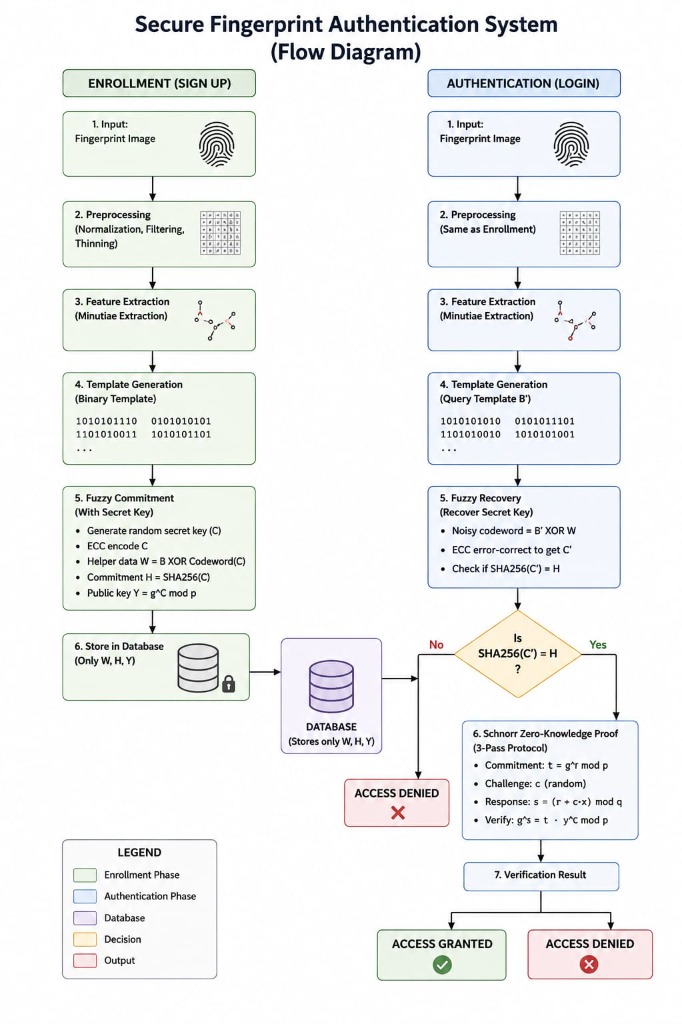 Secure Fingerprint Authentication System
(Flow Diagram)
ENROLLMENT (SIGN UP)
1. Input:
Fingerprint Image
2. Preprocessing
(Normalization, Filtering,
Thinning)
3. Feature Extraction
(Minutiae Extraction)
4. Template Generation
(Binary Template)
1010101110 0101010101
1101010011 1010101101
...
5. Fuzzy Commitment
(With Secret Key)
• Generate random secret key (C)
• ECC encode C
• Helper data W = B XOR Codeword(C)
• Commitment H = SHA256(C)
• Public key Y = g^C mod p
6. Store in Database
(Only W, H, Y)
DATABASE
(Stores only W, H, Y)
AUTHENTICATION (LOGIN)
1. Input:
Fingerprint Image
2. Preprocessing
(Same as Enrollment)
3. Feature Extraction
(Minutiae Extraction)
4. Template Generation
(Query Template B')
1010101010 0101011101
1101010010 1010101001
...
5. Fuzzy Recovery
(Recover Secret Key)
• Noisy codeword = B' XOR W
• ECC error-correct to get C'
• Check if SHA256(C') = H
Is
SHA256(C') = H
?
No
Yes
ACCESS DENIED
6. Schnorr Zero-Knowledge Proof
(3-Pass Protocol)
• Commitment: t = g^r mod p
• Challenge: c (random)
• Response: s = (r + c·x) mod q
• Verify: g^s = t · y^c mod p
7. Verification Result
ACCESS GRANTED
ACCESS DENIED
LEGEND
Enrollment Phase
Authentication Phase
Database
Decision
Output